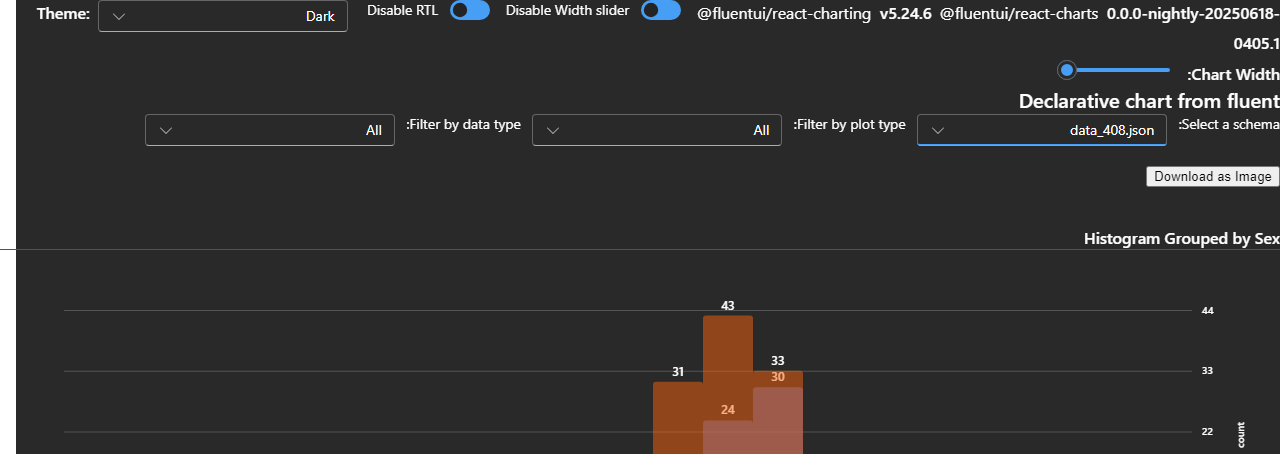 Theme: Dark Disable RTL Disable Width slider @fluentui/react-charting v5.24.6 @fluentui/react-charts 0.0.0-nightly-20250618-
0405.1
:Chart Width
Declarative chart from fluent
:Select a schema data_408.json :Filter by plot type All :Filter by data type All
Download as Image
Histogram Grouped by Sex
43
44
33
31
30
33
24
22
count